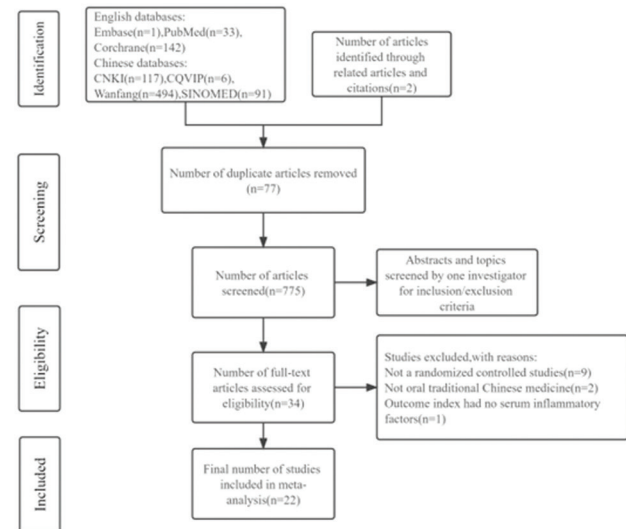 Identification
English databases:
Embase(n=1),PubMed(n=33),
Corchrane(n=142)
Chinese databases:
CNKI(n=117),CQVIP(n=6),
Wanfang(n=494),SINOMED(n=91)
Number of articles
identified through
related articles and
citations(n=2)
Screening
Number of duplicate articles removed
(n=77)
Number of articles
screened(n=775)
Abstracts and topics
screened by one investigator
for inclusion/exclusion
criteria
Eligibility
Number of full-text
articles assessed for
eligibility(n=34)
Studies excluded,with reasons:
Not a randomized controlled studies(n=9)
Not oral traditional Chinese medicine(n=2)
Outcome index had no serum inflammatory
factors(n=1)
Included
Final number of studies
included in meta-
analysis(n=22)